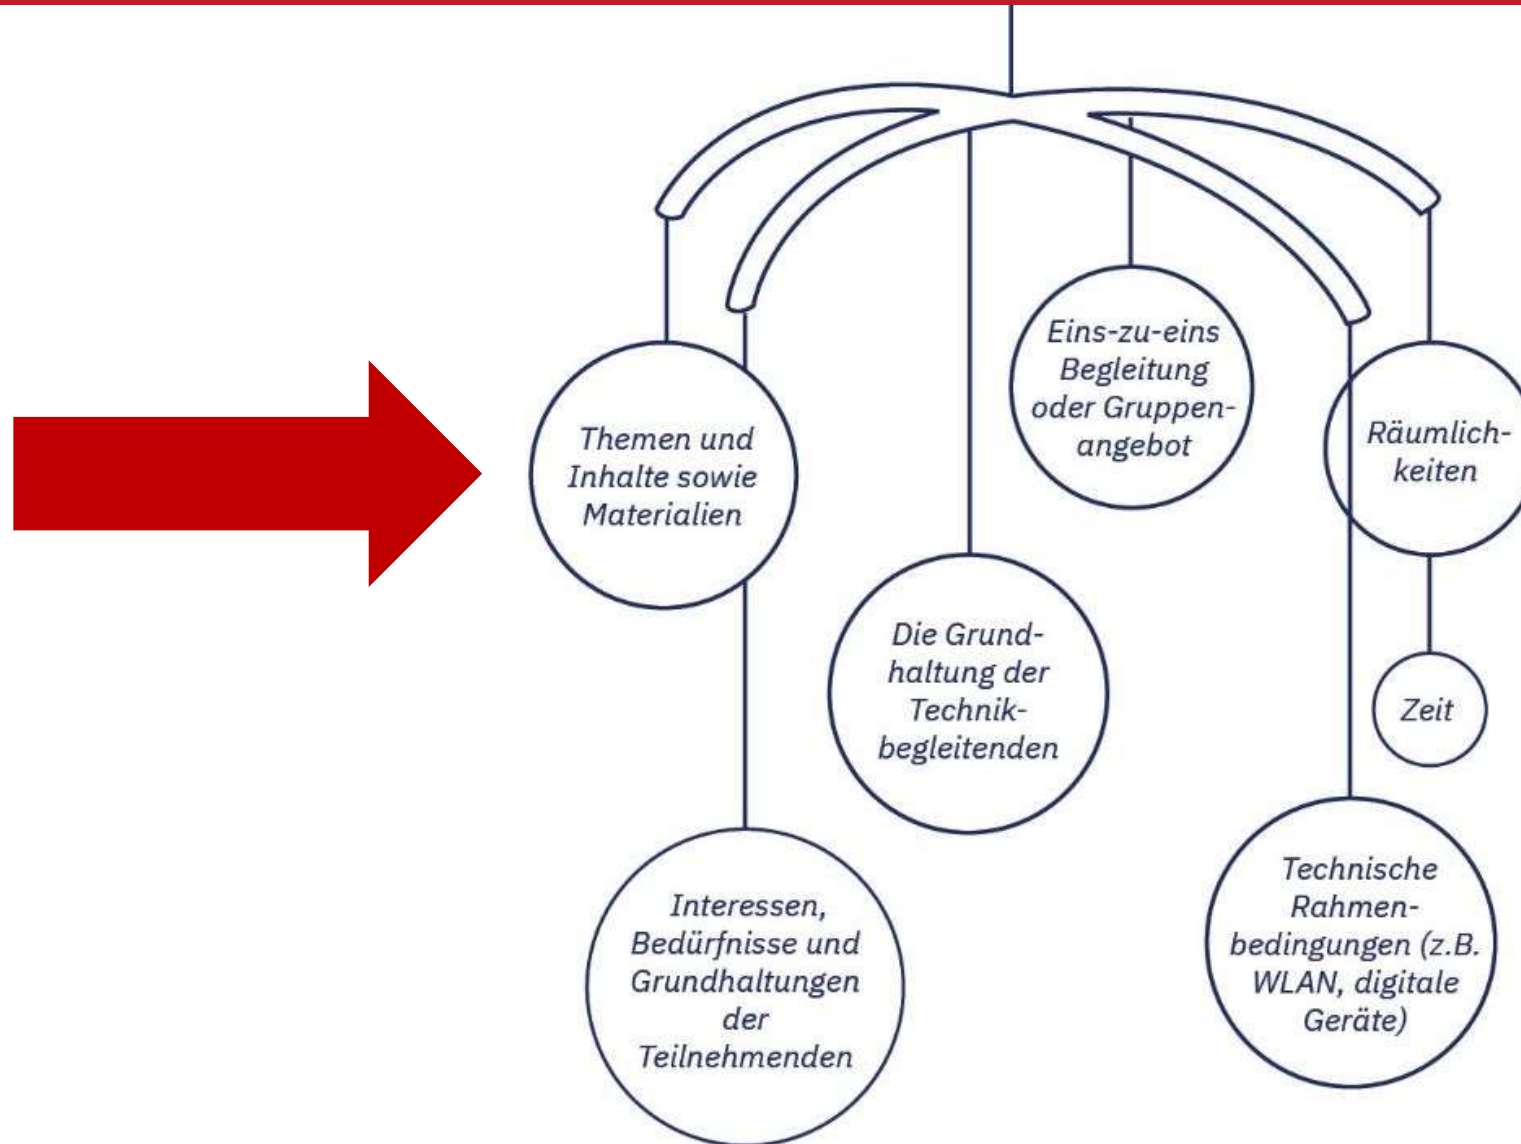 Eins-zu-eins
Begleitung
oder Gruppen-
angebot
Themen und
Inhalte sowie
Materialien
Räumlich-
keiten
Die Grund-
haltung der
Technik-
begleitenden
Zeit
Interessen,
Bedürfnisse und
Grundhaltungen
der
Teilnehmenden
Technische
Rahmen-
bedingungen (z.B.
WLAN, digitale
Geräte)